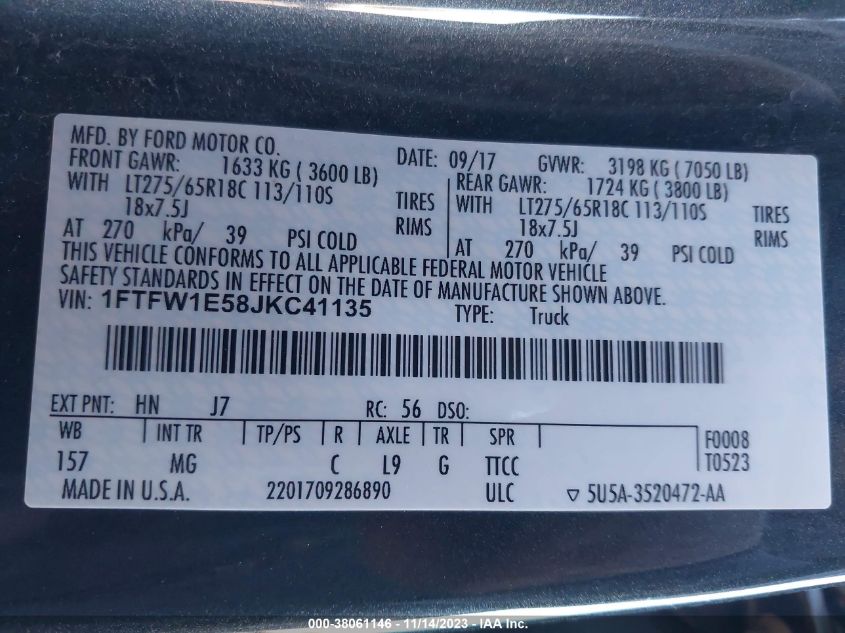 MFD. BY FORD MOTOR CO.
DATE: 09/17 GVWR: 3198 KG ( 7050 LB)
FRONT GAWR: 1633 KG ( 3600 LB)
WITH LT275/65R18C 113/110S TIRES
18x7.5J RIMS
AT 270 kPa/ 39 PSI COLD
REAR GAWR: 1724 KG ( 3800 LB)
WITH LT275/65R18C 113/110S TIRES
18x7.5J RIMS
AT 270 kPa/ 39 PSI COLD
THIS VEHICLE CONFORMS TO ALL APPLICABLE FEDERAL MOTOR VEHICLE
SAFETY STANDARDS IN EFFECT ON THE DATE OF MANUFACTURE SHOWN ABOVE.
VIN: 1FTFW1E58JKC41135 TYPE: Truck
EXT PNT: HN J7 RC: 56 DSO:
WB INT TR TP/PS R AXLE TR SPR F0008
157 MG C L9 G TTCC T0523
MADE IN U.S.A. 2201709286890 ULC ▽ 5U5A-3520472-AA
000-38061146 - 11/14/2023 - IAA Inc.